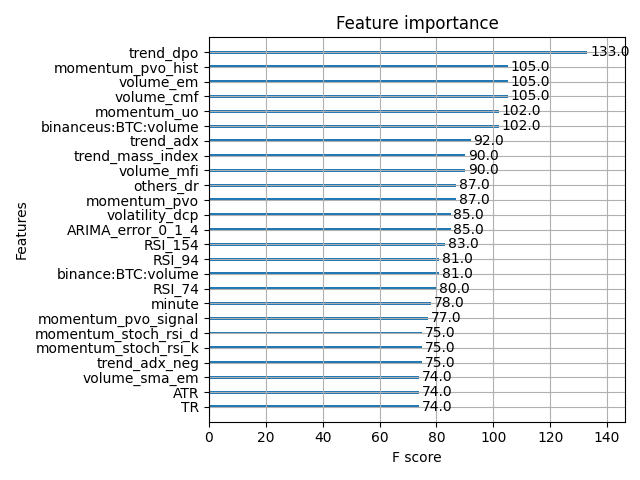 Feature importance
trend_dpo 133.0
momentum_pvo_hist 105.0
volume_em 105.0
volume_cmf 105.0
momentum_uo 102.0
binanceus:BTC:volume 102.0
trend_adx 92.0
trend_mass_index 90.0
volume_mfi 90.0
others_dr 87.0
momentum_pvo 87.0
volatility_dcp 85.0
ARIMA_error_0_1_4 85.0
RSI_154 83.0
RSI_94 81.0
binance:BTC:volume 81.0
RSI_74 80.0
minute 78.0
momentum_pvo_signal 77.0
momentum_stoch_rsi_d 75.0
momentum_stoch_rsi_k 75.0
trend_adx_neg 75.0
volume_sma_em 74.0
ATR 74.0
TR 74.0
Features
0 20 40 60 80 100 120 140
F score